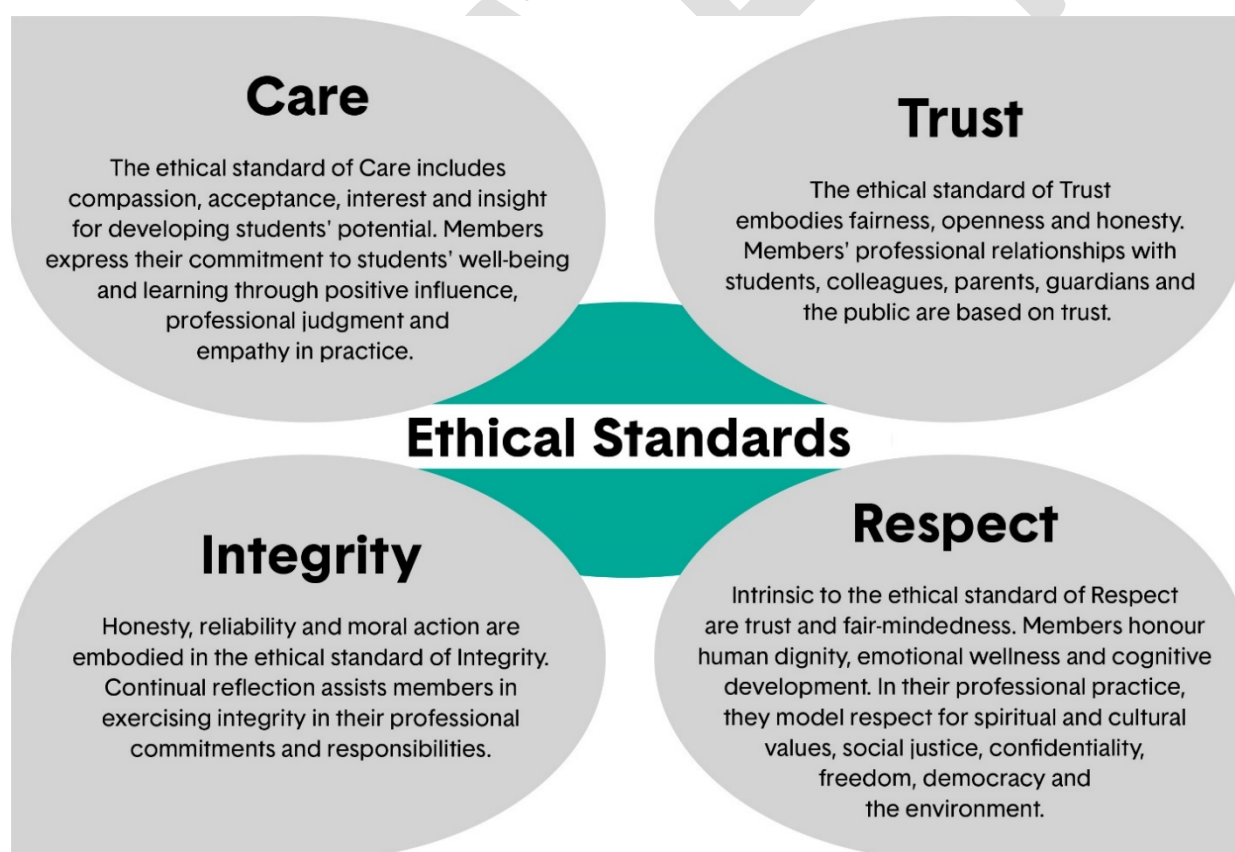 Care
The ethical standard of Care includes
compassion, acceptance, interest and insight
for developing students' potential. Members
express their commitment to students' well-being
and learning through positive influence,
professional judgment and
empathy in practice.
Trust
The ethical standard of Trust
embodies fairness, openness and honesty.
Members' professional relationships with
students, colleagues, parents, guardians and
the public are based on trust.
Ethical Standards
Integrity
Honesty, reliability and moral action are
embodied in the ethical standard of Integrity.
Continual reflection assists members in
exercising integrity in their professional
commitments and responsibilities.
Respect
Intrinsic to the ethical standard of Respect
are trust and fair-mindedness. Members honour
human dignity, emotional wellness and cognitive
development. In their professional practice,
they model respect for spiritual and cultural
values, social justice, confidentiality,
freedom, democracy and
the environment.